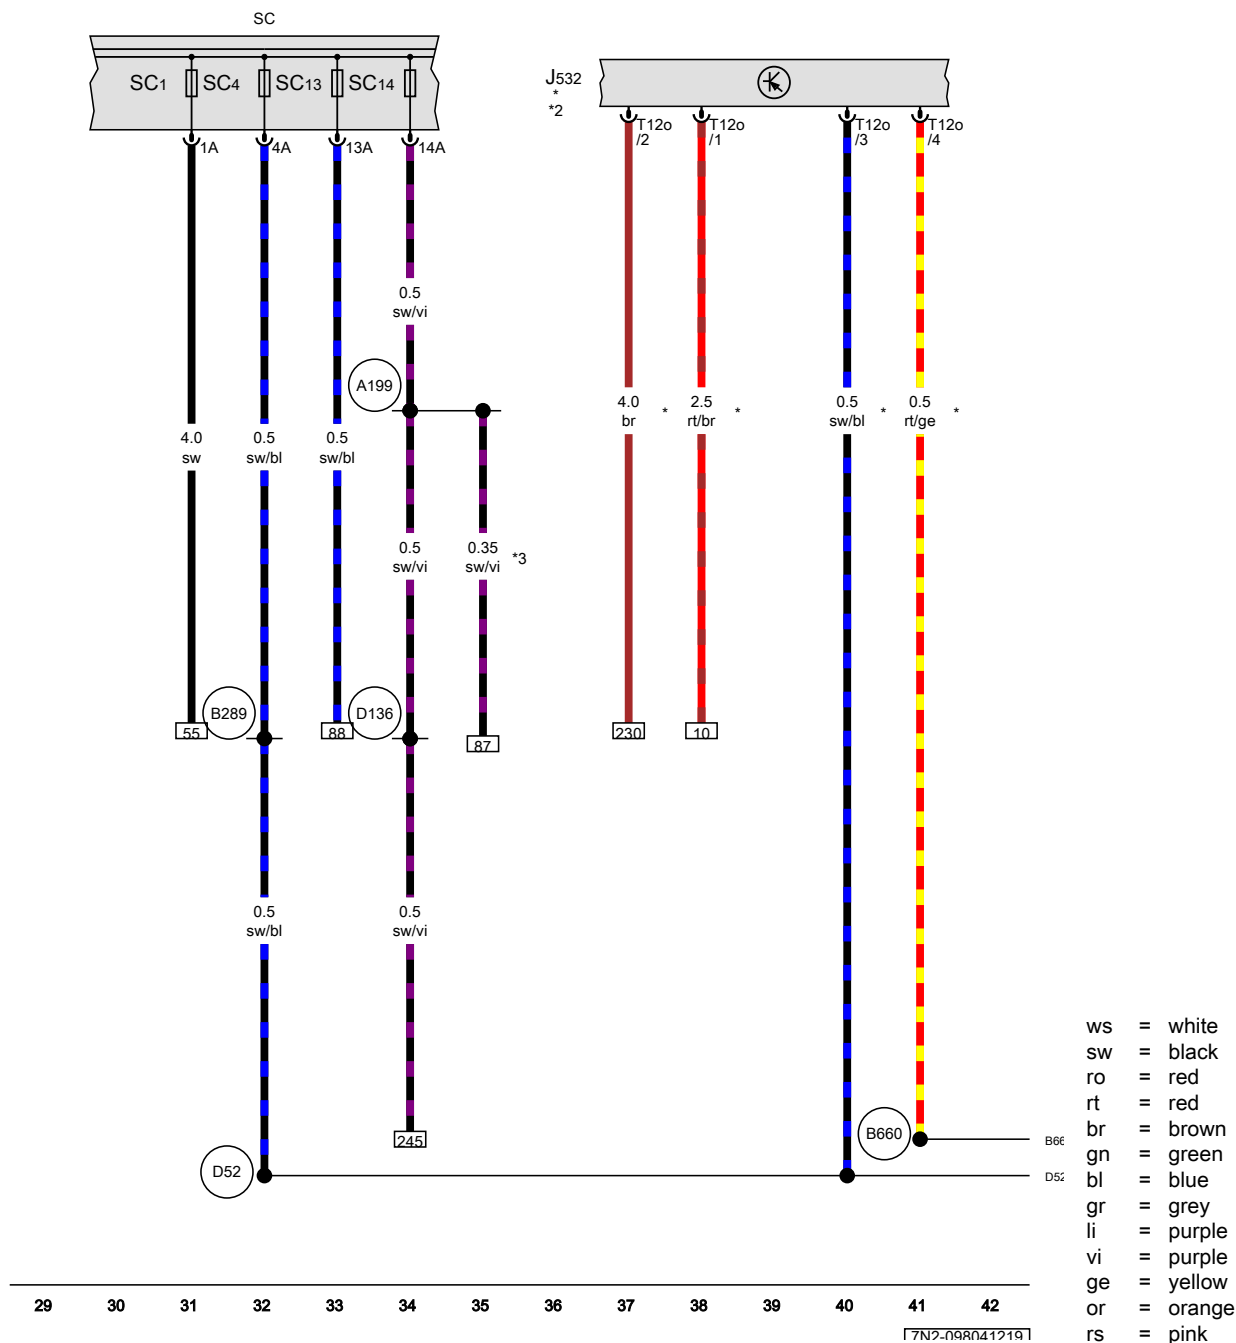 SC
SC1 SC4 SC13 SC14
J532
*
*2
1A 4A 13A 14A
T12o /2
T12o /1
T12o /3
T12o /4
0.5 sw/vi
A199
4.0 sw
0.5 sw/bl
0.5 sw/bl
4.0 br *
2.5 rt/br *
0.5 sw/bl *
0.5 rt/ge *
0.5 sw/vi
0.35 sw/vi *3
B289
D136
55
88
87
230
10
0.5 sw/bl
0.5 sw/vi
245
B660
B66
D52
D52
ws = white
sw = black
ro = red
rt = red
br = brown
gn = green
bl = blue
gr = grey
li = purple
vi = purple
ge = yellow
or = orange
rs = pink
29 30 31 32 33 34 35 36 37 38 39 40 41 42
7N2-098041219